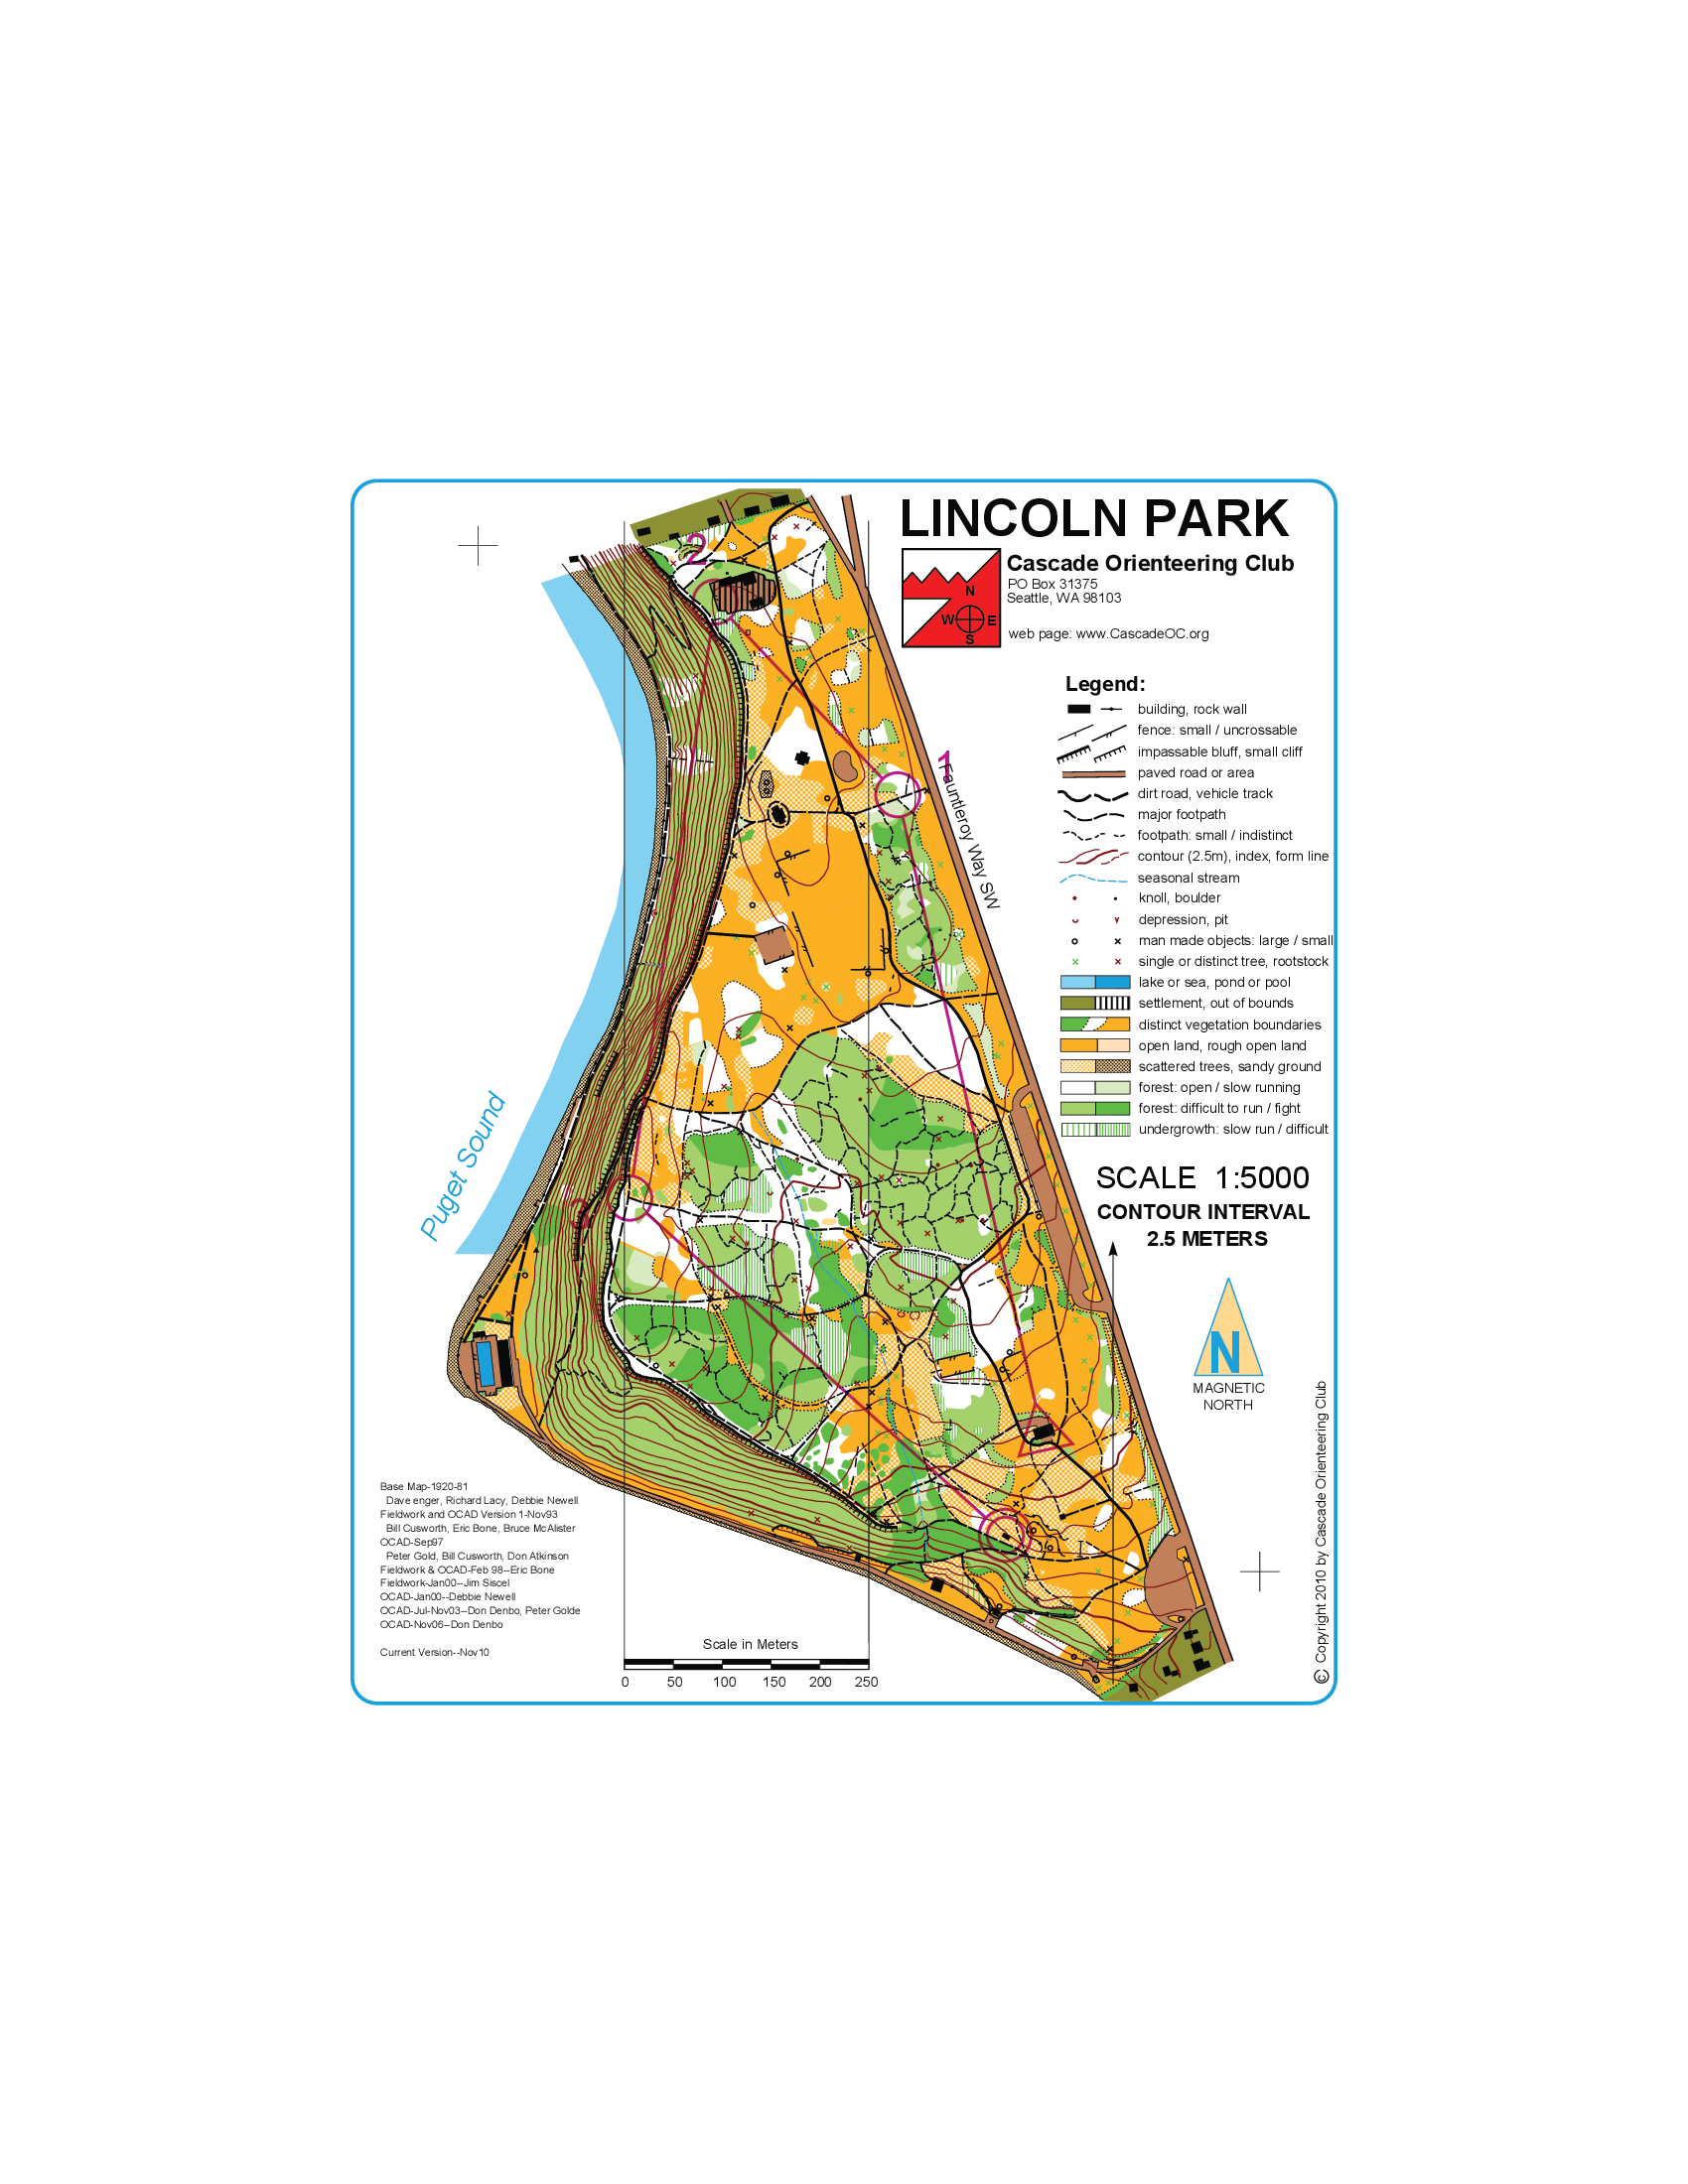 LINCOLN PARK
Cascade Orienteering Club
PO Box 31375
Seattle, WA 98103
web page: www.CascadeOC.org
N
W E
S
2
1
Fauntleroy Way SW
Puget Sound
Legend:
building, rock wall
fence: small / uncrossable
impassable bluff, small cliff
paved road or area
dirt road, vehicle track
major footpath
footpath: small / indistinct
contour (2.5m), index, form line
seasonal stream
knoll, boulder
depression, pit
man made objects: large / small
single or distinct tree, rootstock
lake or sea, pond or pool
settlement, out of bounds
distinct vegetation boundaries
open land, rough open land
scattered trees, sandy ground
forest: open / slow running
forest: difficult to run / fight
undergrowth: slow run / difficult
SCALE 1:5000
CONTOUR INTERVAL
2.5 METERS
N
MAGNETIC
NORTH
Base Map-1920-81
Dave enger, Richard Lacy, Debbie Newell
Fieldwork and OCAD Version 1-Nov93
Bill Cusworth, Eric Bone, Bruce McAlister
OCAD-Sep97
Peter Gold, Bill Cusworth, Don Atkinson
Fieldwork & OCAD-Feb 98--Eric Bone
Fieldwork-Jan00--Jim Siscel
OCAD-Jan00--Debbie Newell
OCAD-Jul-Nov03--Don Denbo, Peter Golde
OCAD-Nov06--Don Denbo
Current Version--Nov10
Scale in Meters
0 50 100 150 200 250
© Copyright 2010 by Cascade Orienteering Club